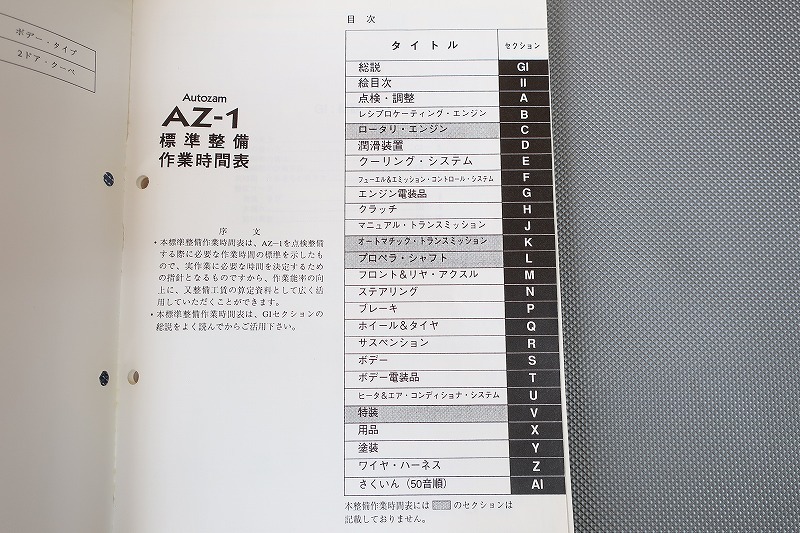 ボデー・タイプ
2ドア・クーペ
Autozam
AZ-1
標準整備
作業時間表
序文
・本標準整備作業時間表は、AZ-1を点検整備
する際に必要な作業時間の標準を示したも
ので、実作業に必要な時間を決定するため
の指針となるものですから、作業能率の向
上に、又整備工賃の算定資料として広く活
用していただくことができます。
・本標準整備作業時間表は、GIセクションの
総説をよく読んでからご活用下さい。
目次
タイトル セクション
総説 GI
絵目次 II
点検・調整 A
レシプロケーティング・エンジン B
ロータリ・エンジン C
潤滑装置 D
クーリング・システム E
フューエル&エミッション・コントロール・システム F
エンジン電装品 G
クラッチ H
マニュアル・トランスミッション J
オートマチック・トランスミッション K
プロペラ・シャフト L
フロント&リヤ・アクスル M
ステアリング N
ブレーキ P
ホイール&タイヤ Q
サスペンション R
ボデー S
ボデー電装品 T
ヒータ&エア・コンディショナ・システム U
特装 V
用品 X
塗装 Y
ワイヤ・ハーネス Z
さくいん（50音順） AI
本整備作業時間表には のセクションは
記載しておりません。